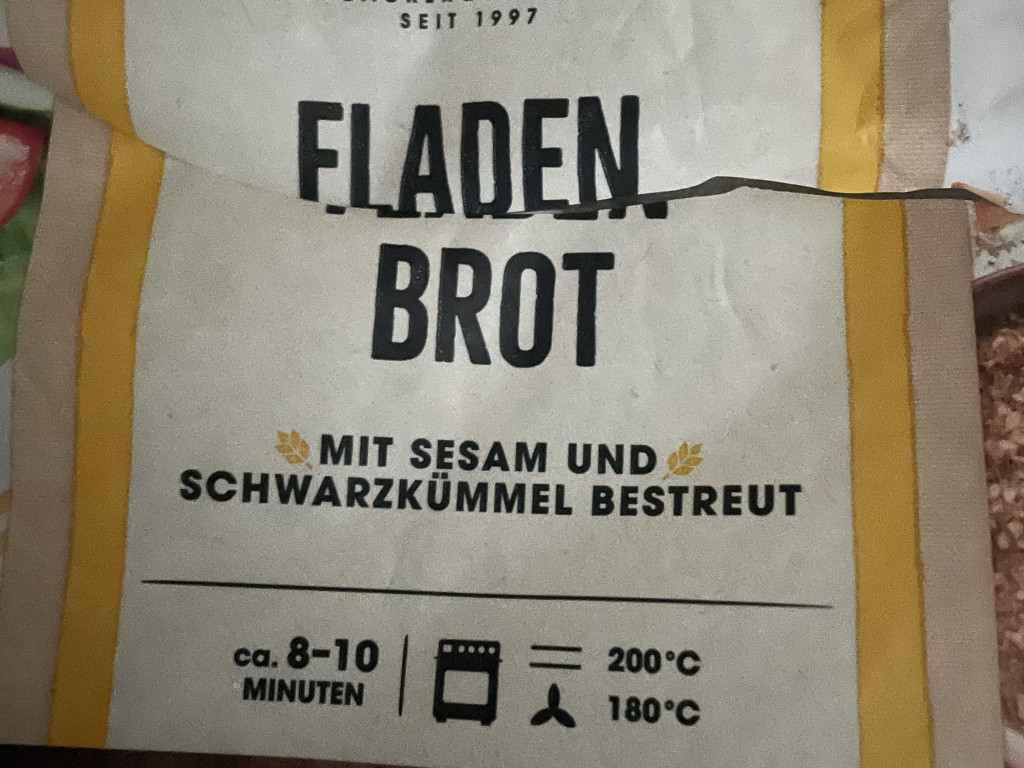 SEIT 1997
FLADEN
BROT
MIT SESAM UND
SCHWARZKÜMMEL BESTREUT
ca. 8-10
MINUTEN
200°C
180°C